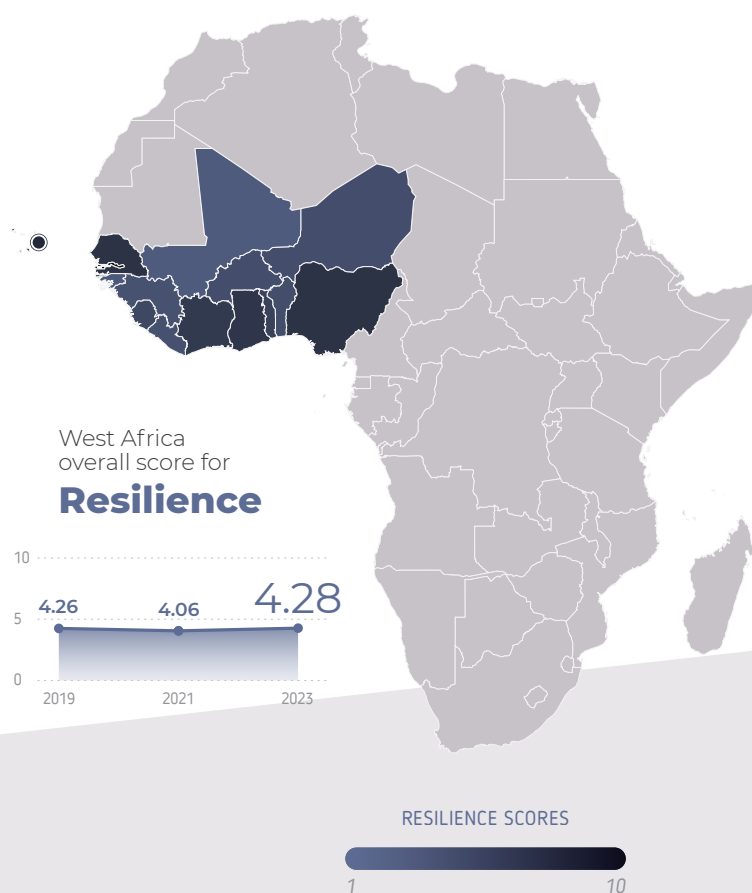 West Africa
overall score for
Resilience
10
5
0
4.26
4.06
4.28
2019
2021
2023
RESILIENCE SCORES
1
10